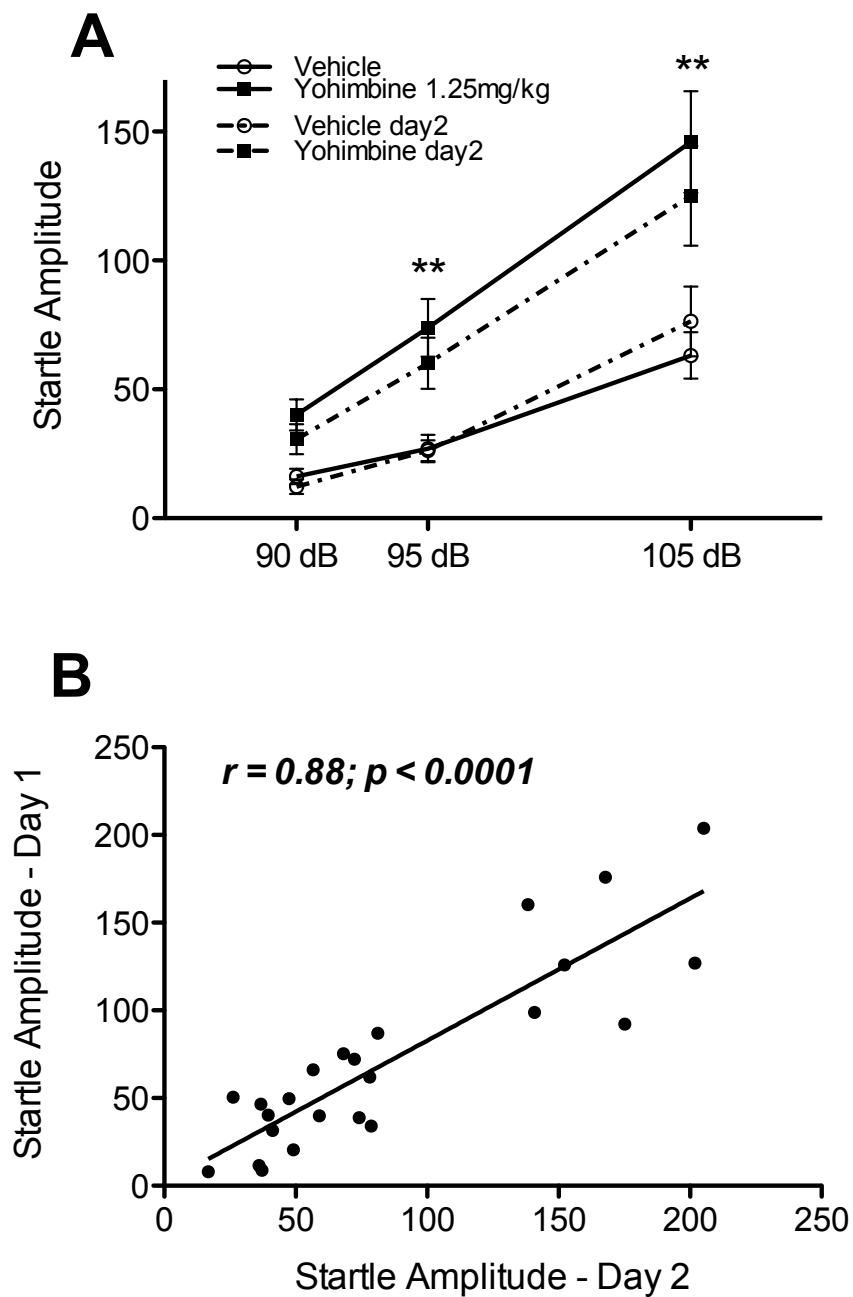 A
Vehicle
Yohimbine 1.25mg/kg
Vehicle day2
Yohimbine day2
**
**
150
100
50
0
Startle Amplitude
90 dB
95 dB
105 dB
B
r = 0.88; p < 0.0001
250
200
150
100
50
0
Startle Amplitude - Day 1
0
50
100
150
200
250
Startle Amplitude - Day 2